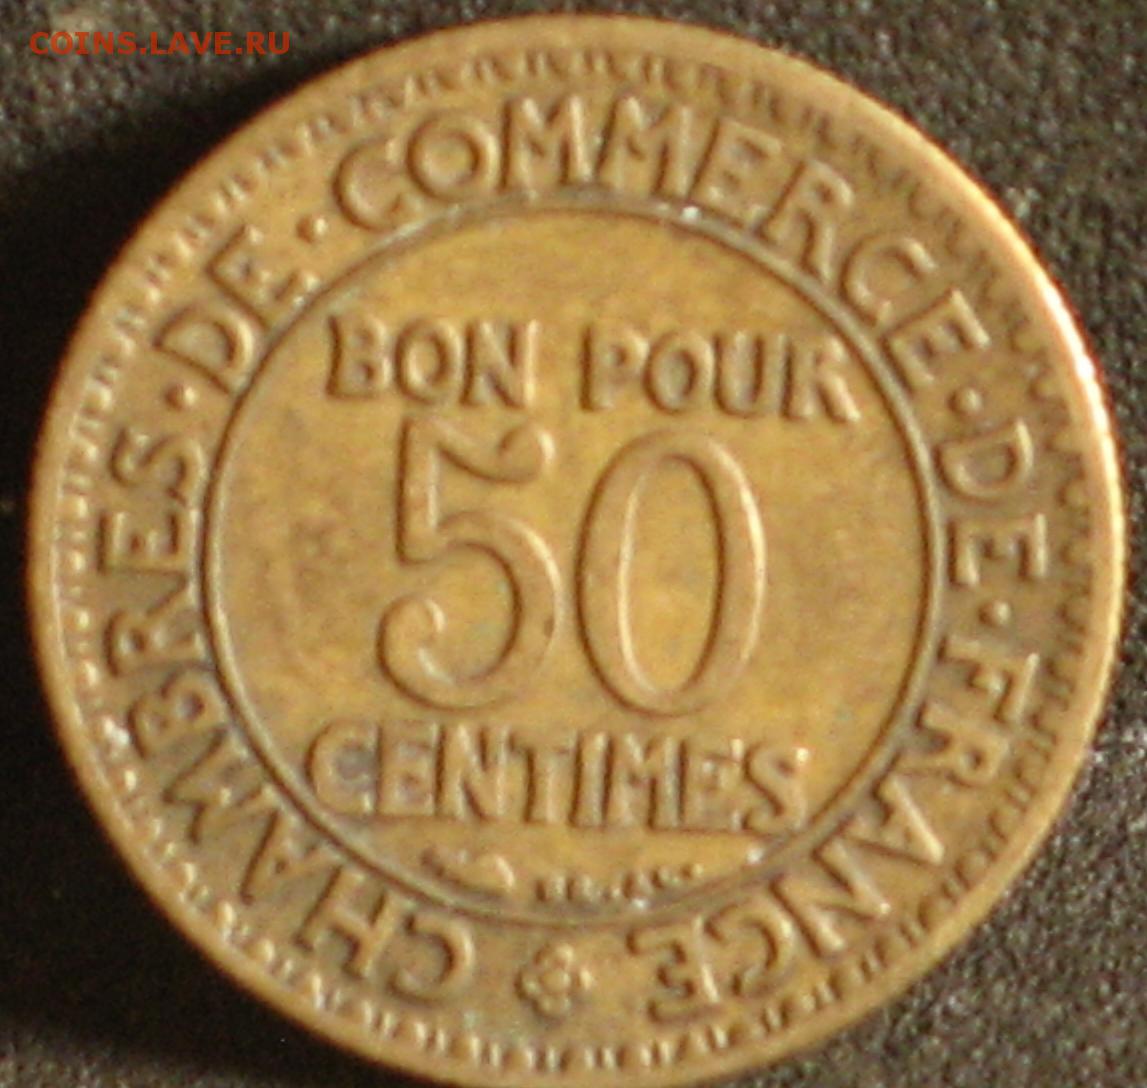 COINS.LAVE.RU
CHAMBRES·DE·COMMERCE·DE·FRANCE
BON POUR
50
CENTIMES